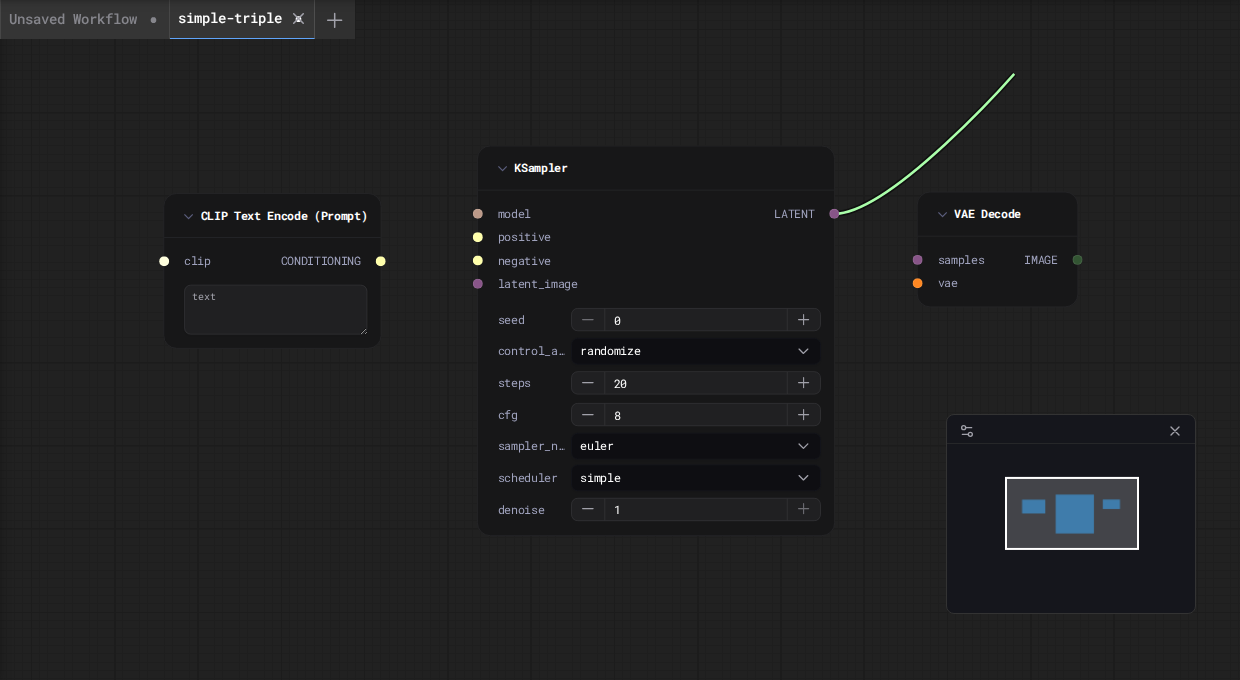 Unsaved Workflow
simple-triple
CLIP Text Encode (Prompt)
clip CONDITIONING
text
KSampler
model LATENT
positive
negative
latent_image
seed 0
control_a… randomize
steps 20
cfg 8
sampler_n… euler
scheduler simple
denoise 1
VAE Decode
samples IMAGE
vae